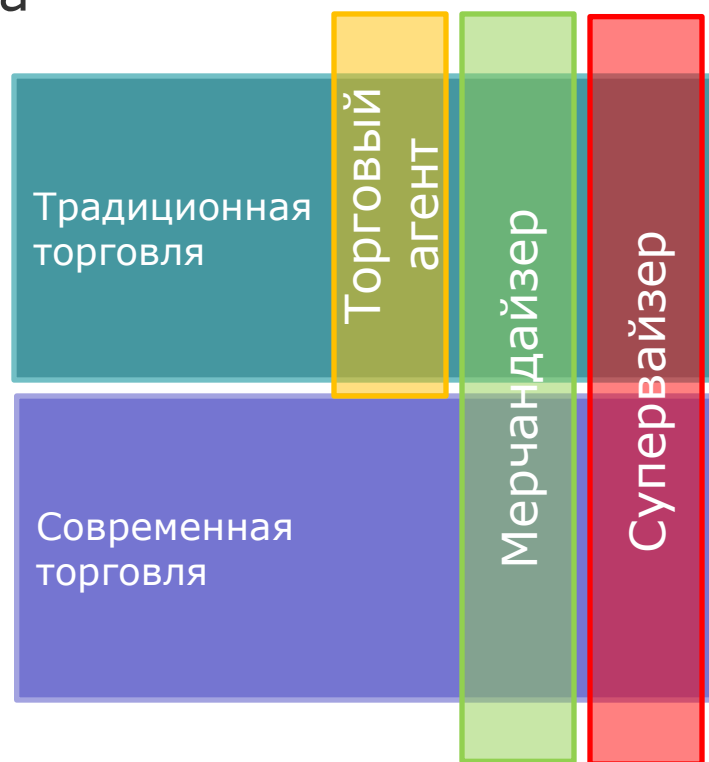 а
Традиционная
торговля
Торговый
агент
Мерчандайзер
Супервайзер
Современная
торговля